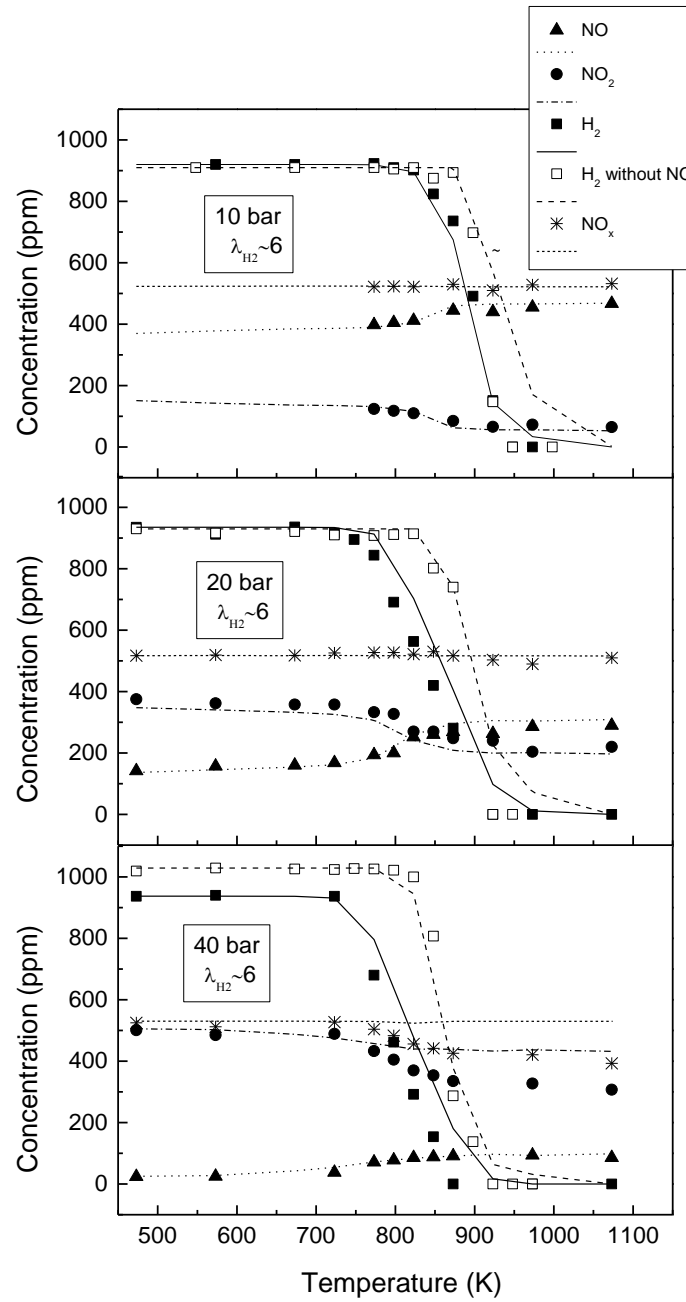 NO
NO2
H2
H2 without NO
NOx
1000
800
600
400
200
0
10 bar
λH2~6
~
Concentration (ppm)
1000
800
600
400
200
0
20 bar
λH2~6
Concentration (ppm)
1000
800
600
400
200
0
40 bar
λH2~6
Concentration (ppm)
500 600 700 800 900 1000 1100
Temperature (K)